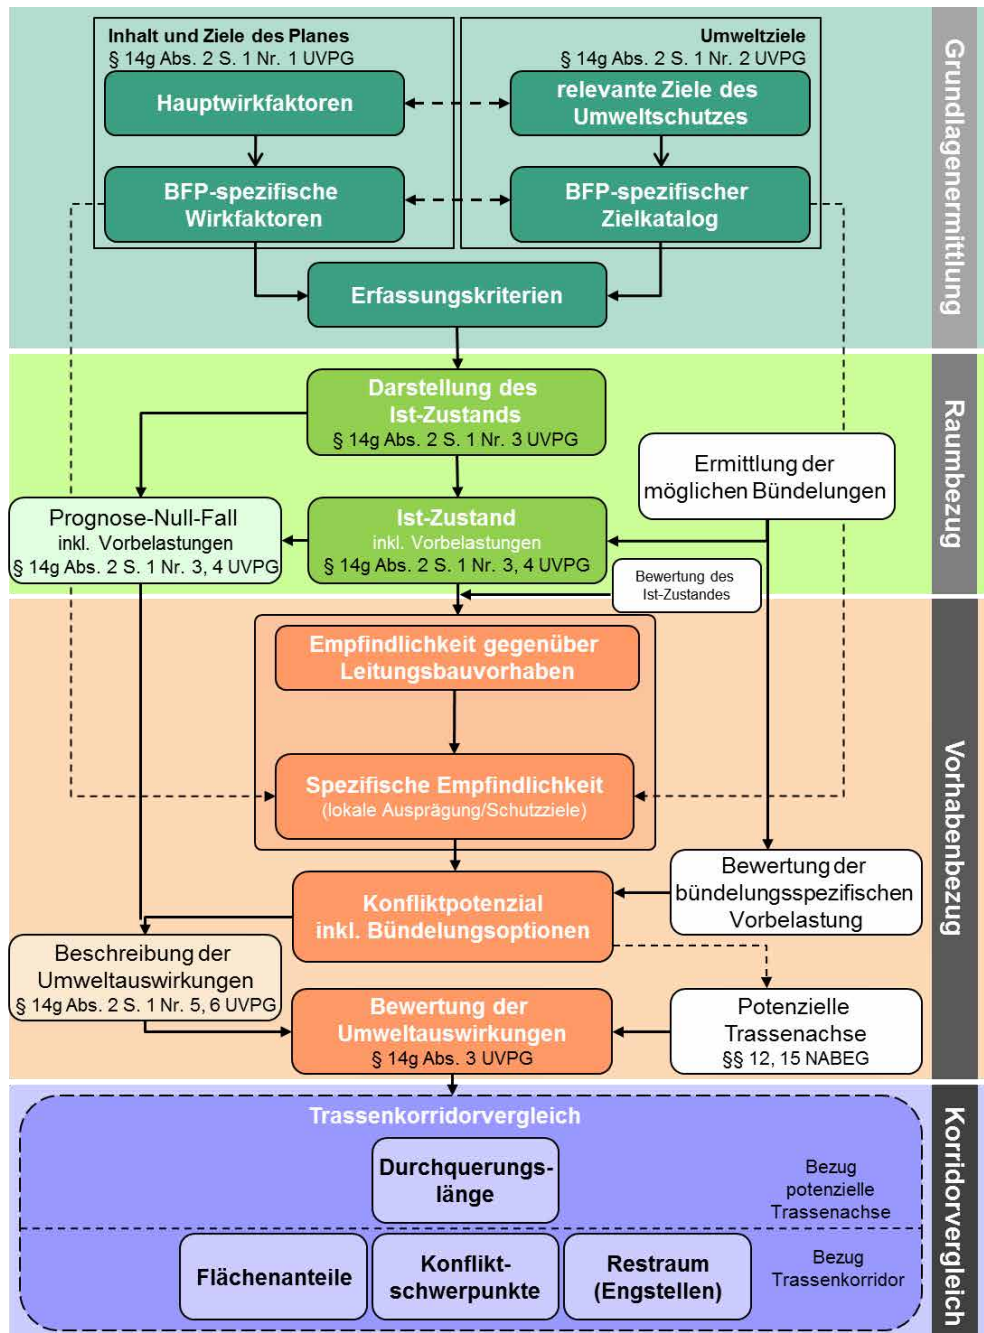 Inhalt und Ziele des Planes
§ 14g Abs. 2 S. 1 Nr. 1 UVPG
Umweltziele
§ 14g Abs. 2 S. 1 Nr. 2 UVPG
Hauptwirkfaktoren
relevante Ziele des
Umweltschutzes
BFP-spezifische
Wirkfaktoren
BFP-spezifischer
Zielkatalog
Erfassungskriterien
Grundlagenermittlung
Darstellung des
Ist-Zustands
§ 14g Abs. 2 S. 1 Nr. 3 UVPG
Ermittlung der
möglichen Bündelungen
Prognose-Null-Fall
inkl. Vorbelastungen
§ 14g Abs. 2 S. 1 Nr. 3, 4 UVPG
Ist-Zustand
inkl. Vorbelastungen
§ 14g Abs. 2 S. 1 Nr. 3, 4 UVPG
Bewertung des
Ist-Zustandes
Raumbezug
Empfindlichkeit gegenüber
Leitungsbauvorhaben
Spezifische Empfindlichkeit
(lokale Ausprägung/Schutzziele)
Konfliktpotenzial
inkl. Bündelungsoptionen
Bewertung der
bündelungsspezifischen
Vorbelastung
Beschreibung der
Umweltauswirkungen
§ 14g Abs. 2 S. 1 Nr. 5, 6 UVPG
Bewertung der
Umweltauswirkungen
§ 14g Abs. 3 UVPG
Potenzielle
Trassenachse
§§ 12, 15 NABEG
Vorhabenbezug
Trassenkorridorvergleich
Durchquerungs-
länge
Bezug
potenzielle
Trassenachse
Flächenanteile
Konflikt-
schwerpunkte
Restraum
(Engstellen)
Bezug
Trassenkorridor
Korridorvergleich